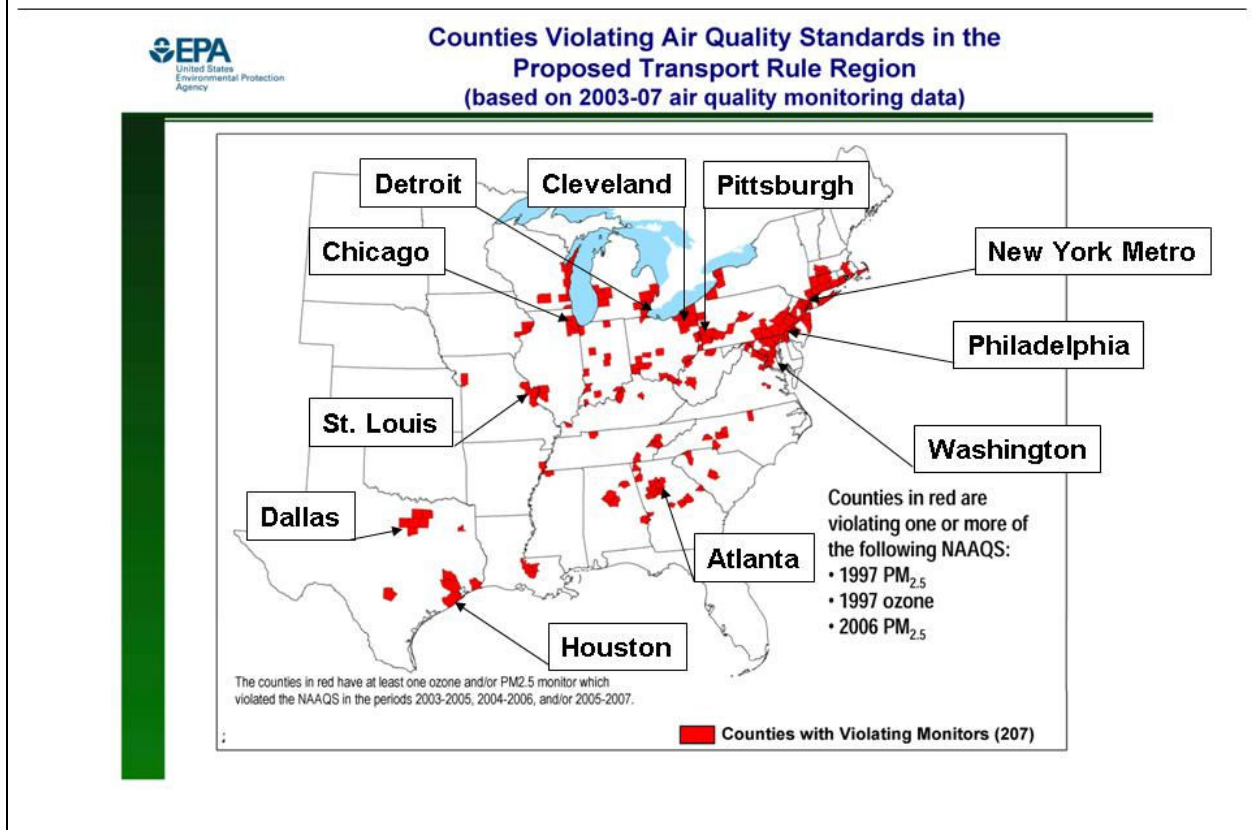 EPA
United States
Environmental Protection
Agency
Counties Violating Air Quality Standards in the
Proposed Transport Rule Region
(based on 2003-07 air quality monitoring data)
Detroit
Cleveland
Pittsburgh
Chicago
New York Metro
Philadelphia
St. Louis
Washington
Dallas
Atlanta
Houston
Counties in red are
violating one or more of
the following NAAQS:
• 1997 PM2.5
• 1997 ozone
• 2006 PM2.5
The counties in red have at least one ozone and/or PM2.5 monitor which
violated the NAAQS in the periods 2003-2005, 2004-2006, and/or 2005-2007.
;
Counties with Violating Monitors (207)